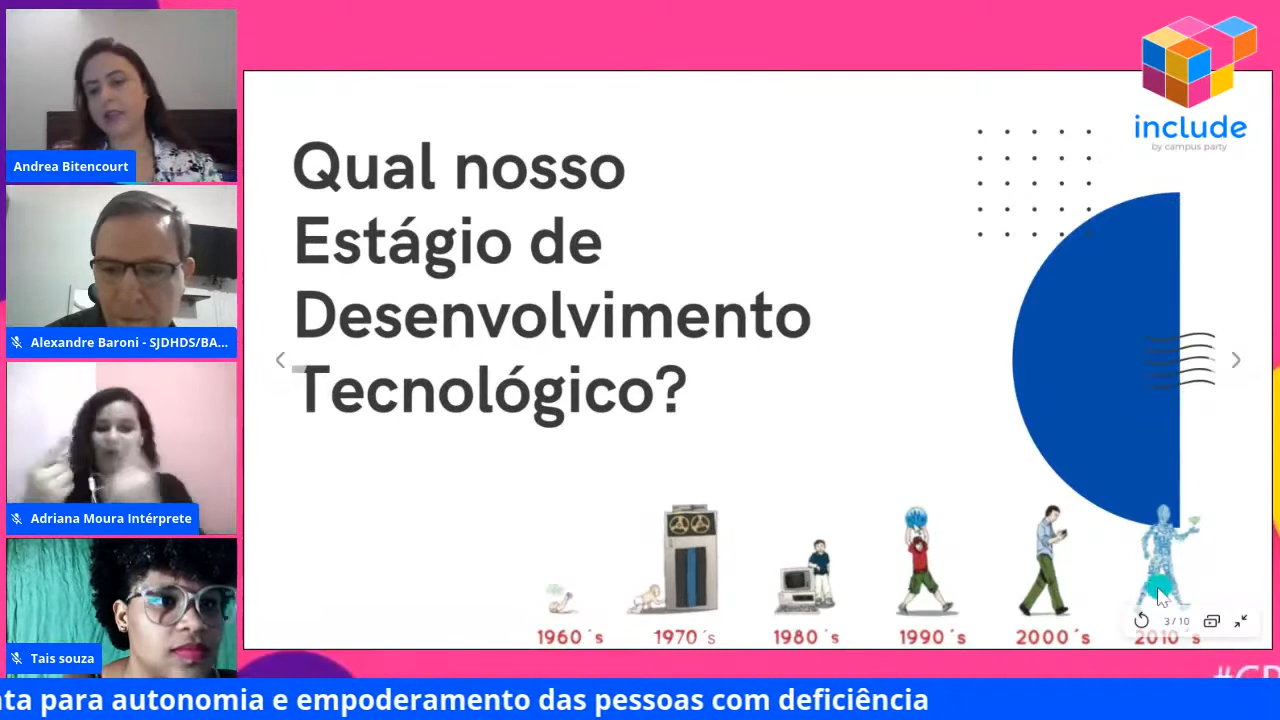 Andrea Bitencourt
Alexandre Baroni - SJDHDS/BA...
Adriana Moura Intérprete
Tais souza
include
by campus party
Qual nosso
Estágio de
Desenvolvimento
Tecnológico?
1960´s
1970´s
1980´s
1990´s
2000´s
2010´s
3 / 10
para autonomia e empoderamento das pessoas com deficiência